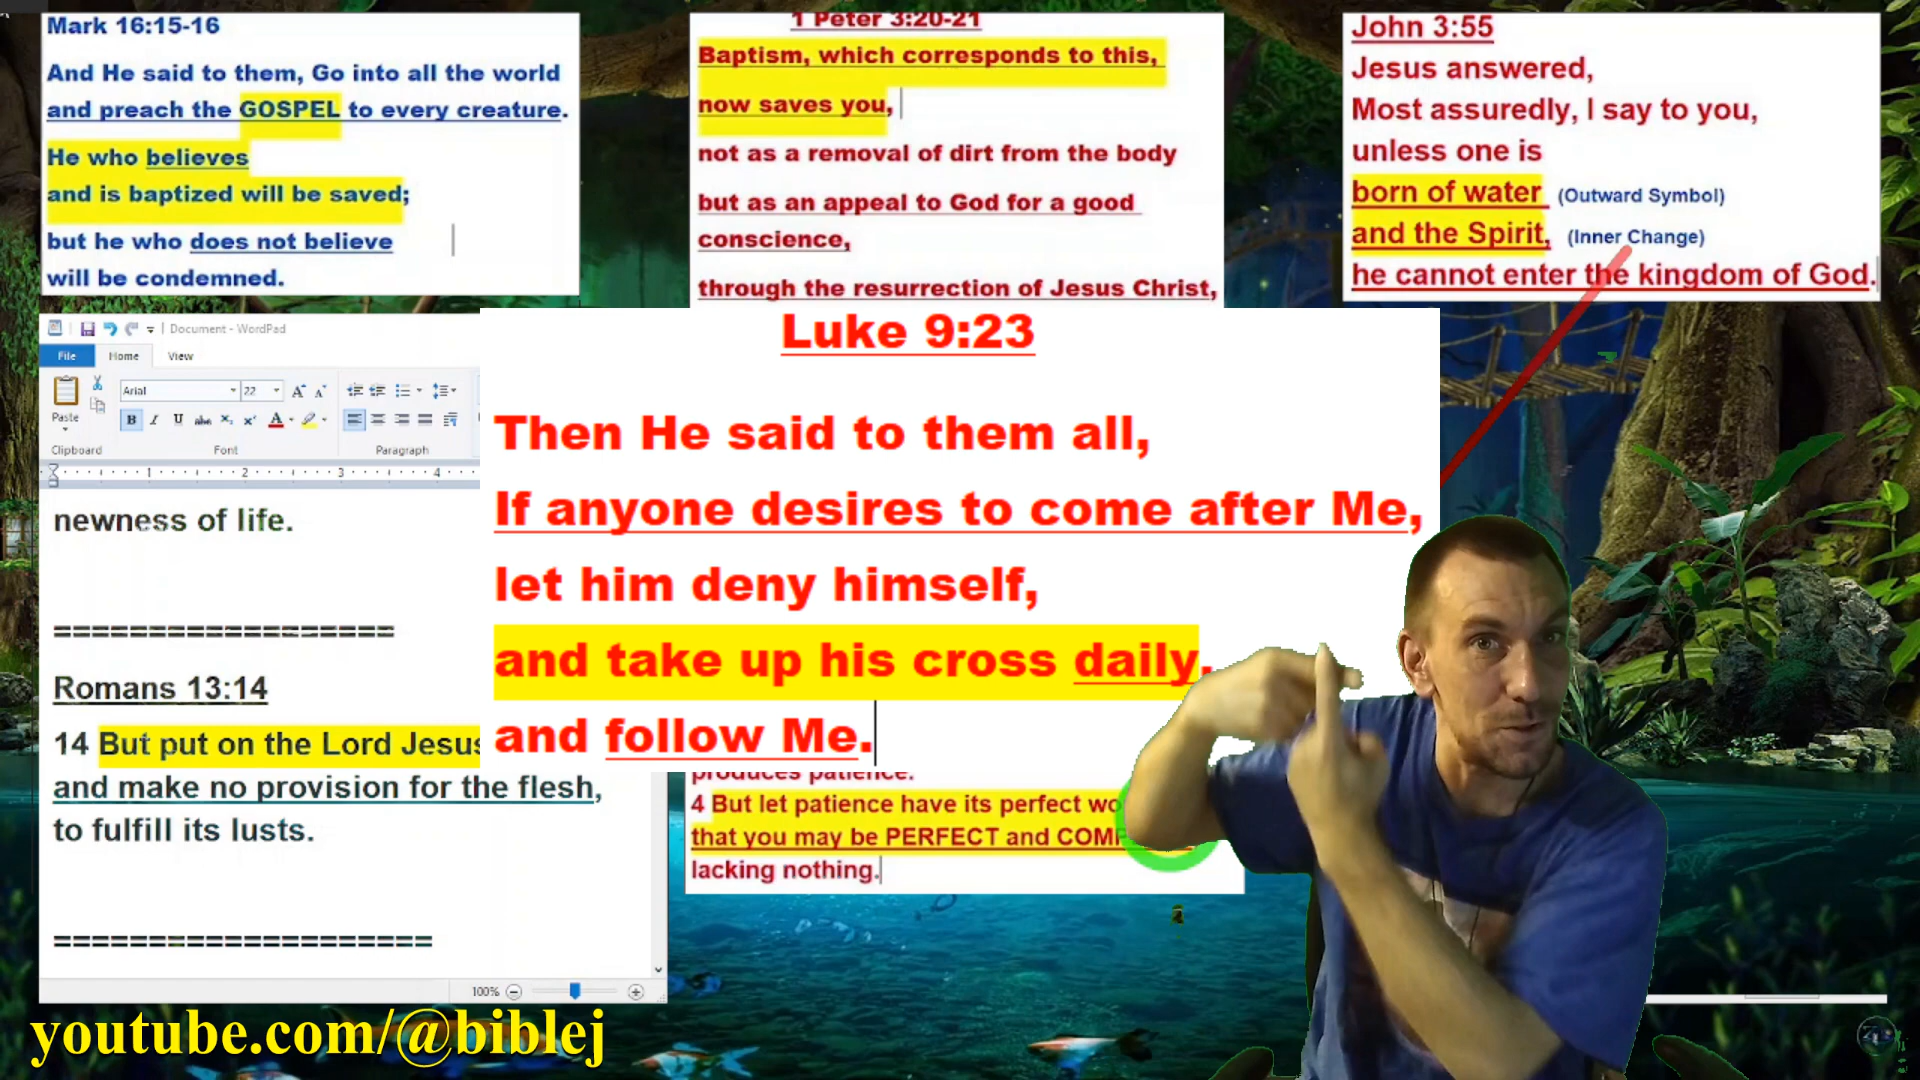 Mark 16:15-16
And He said to them, Go into all the world
and preach the GOSPEL to every creature.
He who believes
and is baptized will be saved;
but he who does not believe
will be condemned.
1 Peter 3:20-21
Baptism, which corresponds to this,
now saves you,
not as a removal of dirt from the body
but as an appeal to God for a good
conscience,
through the resurrection of Jesus Christ,
John 3:55
Jesus answered,
Most assuredly, I say to you,
unless one is
born of water (Outward Symbol)
and the Spirit, (Inner Change)
he cannot enter the kingdom of God.
Document - WordPad
File Home View
Arial 22
Paste
Clipboard Font Paragraph
1 2 3 4
newness of life.
==================
Romans 13:14
14 But put on the Lord Jesus
and make no provision for the flesh,
to fulfill its lusts.
====================
100%
Luke 9:23
Then He said to them all,
If anyone desires to come after Me,
let him deny himself,
and take up his cross daily,
and follow Me.
produces patience.
4 But let patience have its perfect
that you may be PERFECT and
lacking nothing.
youtube.com/@biblej